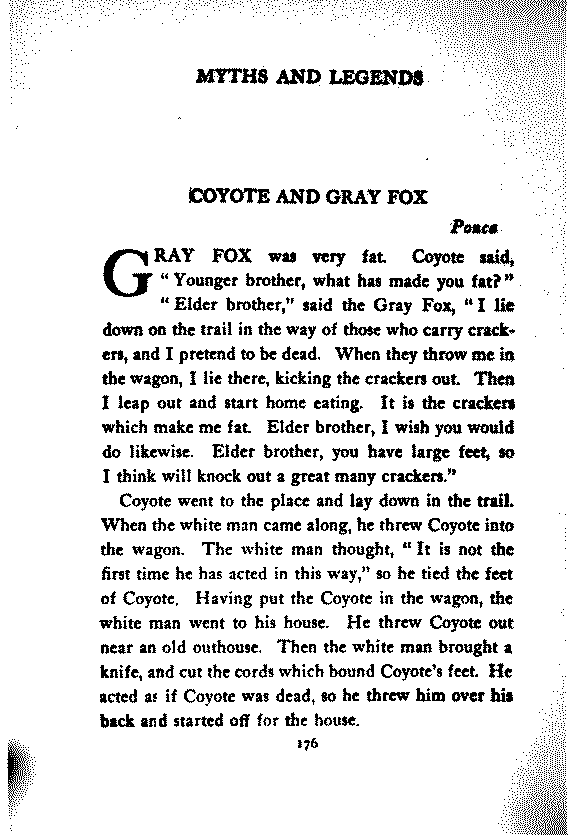 MYTHS AND LEGENDS
COYOTE AND GRAY FOX
Ponca
GRAY FOX was very fat. Coyote said,
“ Younger brother, what has made you fat? ”
“ Elder brother,” said the Gray Fox, “ I lie
down on the trail in the way of those who carry crack-
ers, and I pretend to be dead. When they throw me in
the wagon, I lie there, kicking the crackers out. Then
I leap out and start home eating. It is the crackers
which make me fat. Elder brother, I wish you would
do likewise. Elder brother, you have large feet, so
I think will knock out a great many crackers.”
Coyote went to the place and lay down in the trail.
When the white man came along, he threw Coyote into
the wagon. The white man thought, “ It is not the
first time he has acted in this way,” so he tied the feet
of Coyote. Having put the Coyote in the wagon, the
white man went to his house. He threw Coyote out
near an old outhouse. Then the white man brought a
knife, and cut the cords which bound Coyote's feet. He
acted as if Coyote was dead, so he threw him over his
back and started off for the house.
176